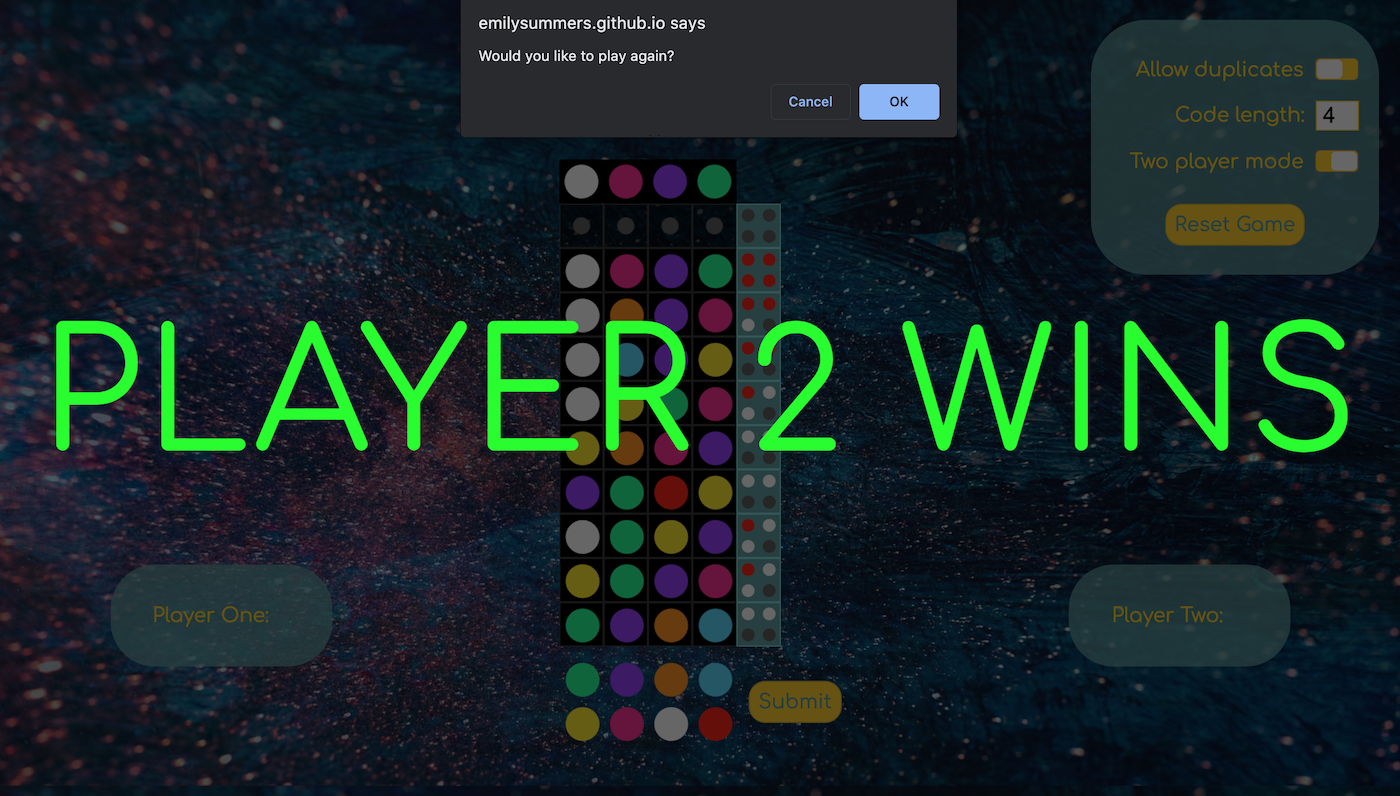 emilysummers.github.io says
Would you like to play again?
Cancel
OK
Allow duplicates
Code length: 4
Two player mode
Reset Game
PLAYER 2 WINS
Player One:
Player Two:
Submit